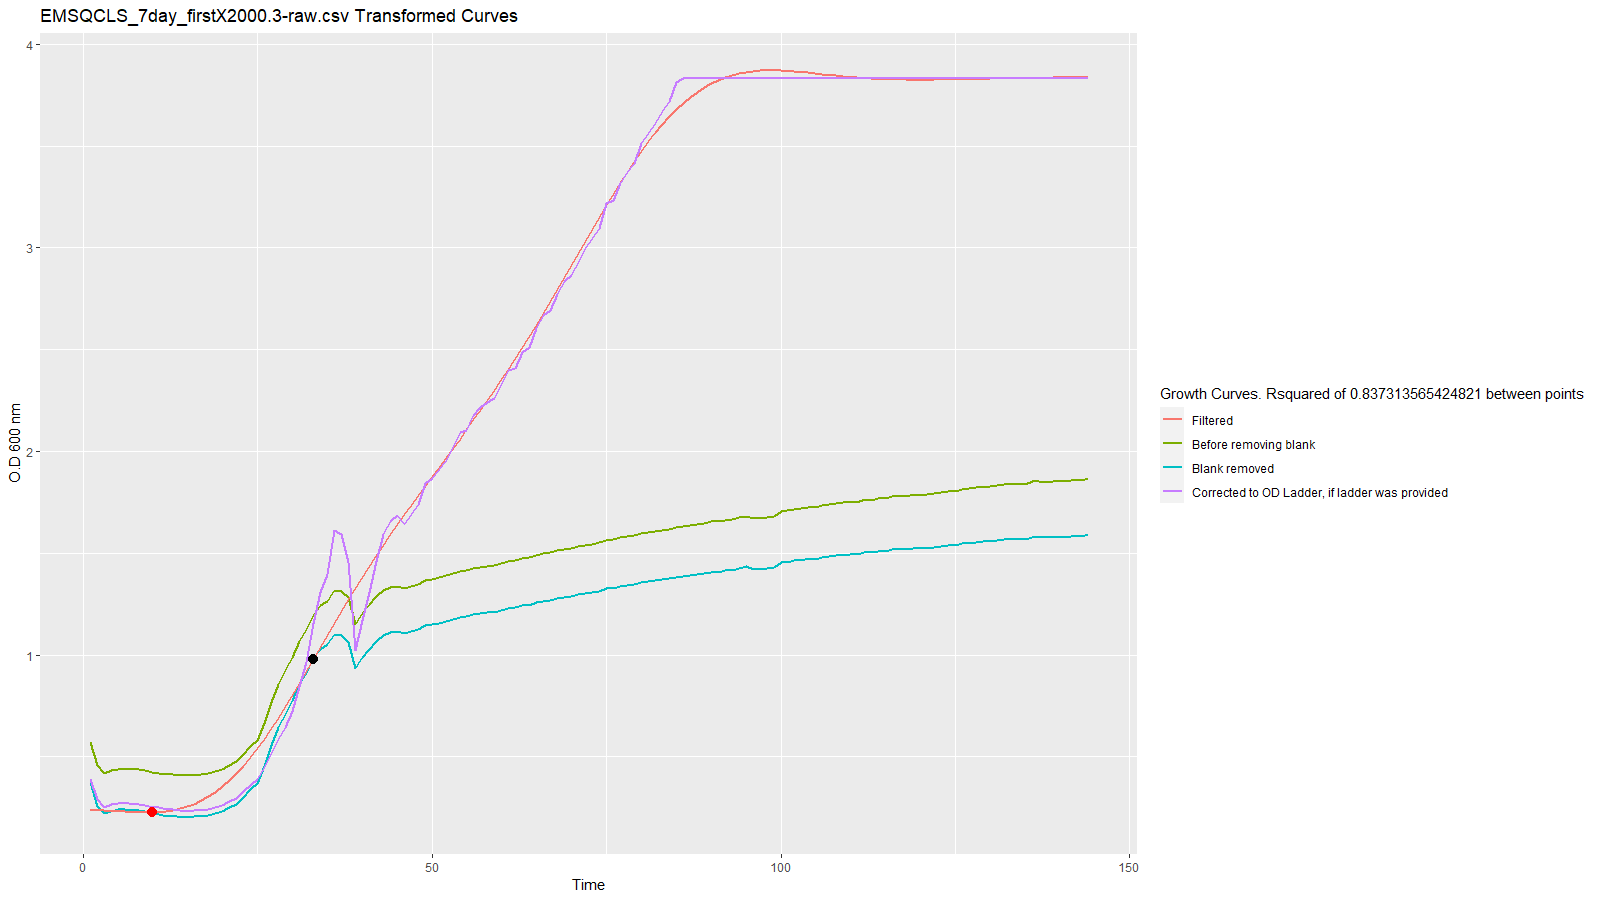 EMSQCLS_7day_firstX2000.3-raw.csv Transformed Curves
4
3
2
1
O.D 600 nm
0
50
100
150
Time
Growth Curves. Rsquared of 0.837313565424821 between points
Filtered
Before removing blank
Blank removed
Corrected to OD Ladder, if ladder was provided